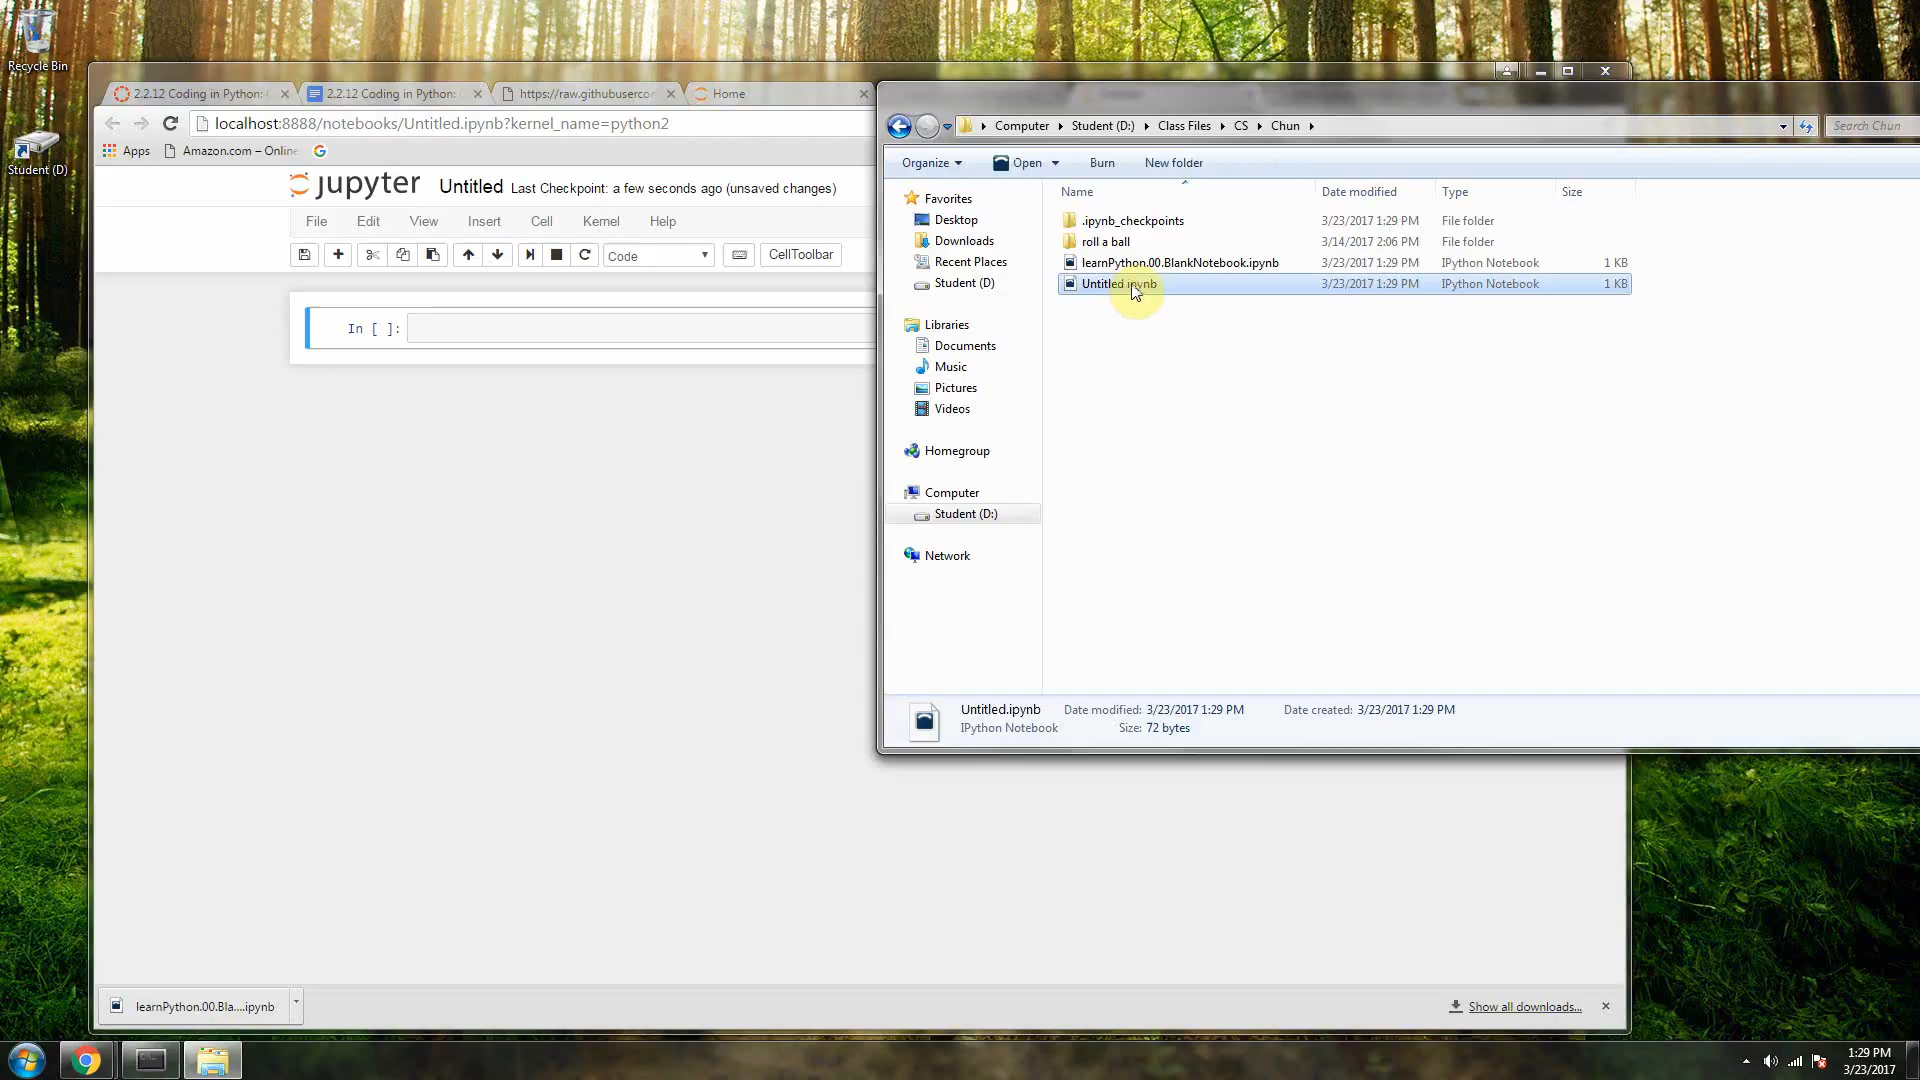 Recycle Bin
Student (D)
2.2.12 Coding in Python:
2.2.12 Coding in Python:
https://raw.githubuserco
Home
localhost:8888/notebooks/Untitled.ipynb?kernel_name=python2
Apps
Amazon.com – Online
jupyter
Untitled
Last Checkpoint: a few seconds ago (unsaved changes)
File
Edit
View
Insert
Cell
Kernel
Help
Code
CellToolbar
In [ ]:
Computer
Student (D:)
Class Files
CS
Chun
Search Chun
Organize
Open
Burn
New folder
Name
Date modified
Type
Size
Favorites
Desktop
Downloads
Recent Places
Student (D)
Libraries
Documents
Music
Pictures
Videos
Homegroup
Computer
Student (D:)
Network
.ipynb_checkpoints
3/23/2017 1:29 PM
File folder
roll a ball
3/14/2017 2:06 PM
File folder
learnPython.00.BlankNotebook.ipynb
3/23/2017 1:29 PM
IPython Notebook
1 KB
Untitled.ipynb
3/23/2017 1:29 PM
IPython Notebook
1 KB
Untitled.ipynb
Date modified: 3/23/2017 1:29 PM
Date created: 3/23/2017 1:29 PM
IPython Notebook
Size: 72 bytes
learnPython.00.Bla....ipynb
Show all downloads...
1:29 PM
3/23/2017